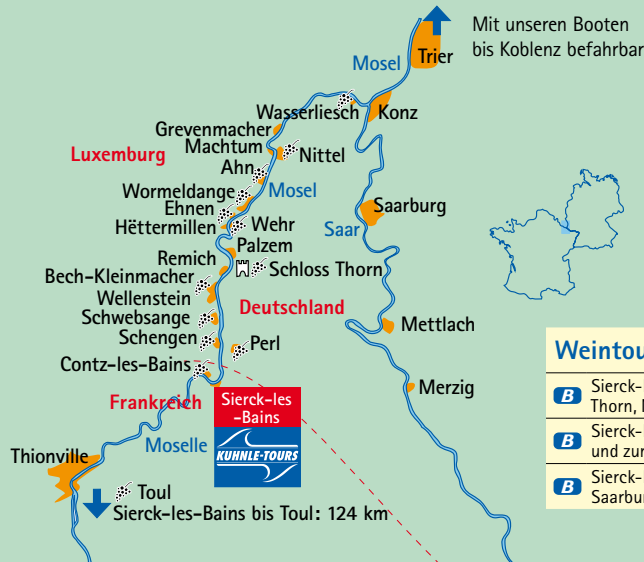 Mit unseren Booten
bis Koblenz befahrbar
Trier
Mosel
Wasserliesch
Konz
Grevenmacher
Machtum
Nittel
Luxemburg
Ahn
Mosel
Wormeldange
Ehnen
Saarburg
Hëttermillen
Wehr
Saar
Palzem
Remich
Schloss Thorn
Bech-Kleinmacher
Wellenstein
Deutschland
Schwebsange
Mettlach
Schengen
Perl
Contz-les-Bains
Merzig
Frankreich
Sierck-les
-Bains
KUHNLE-TOURS
Moselle
Thionville
Toul
Sierck-les-Bains bis Toul: 124 km
Weintou
B Sierck-
Thorn,
B Sierck-
und zur
B Sierck-
Saarbu